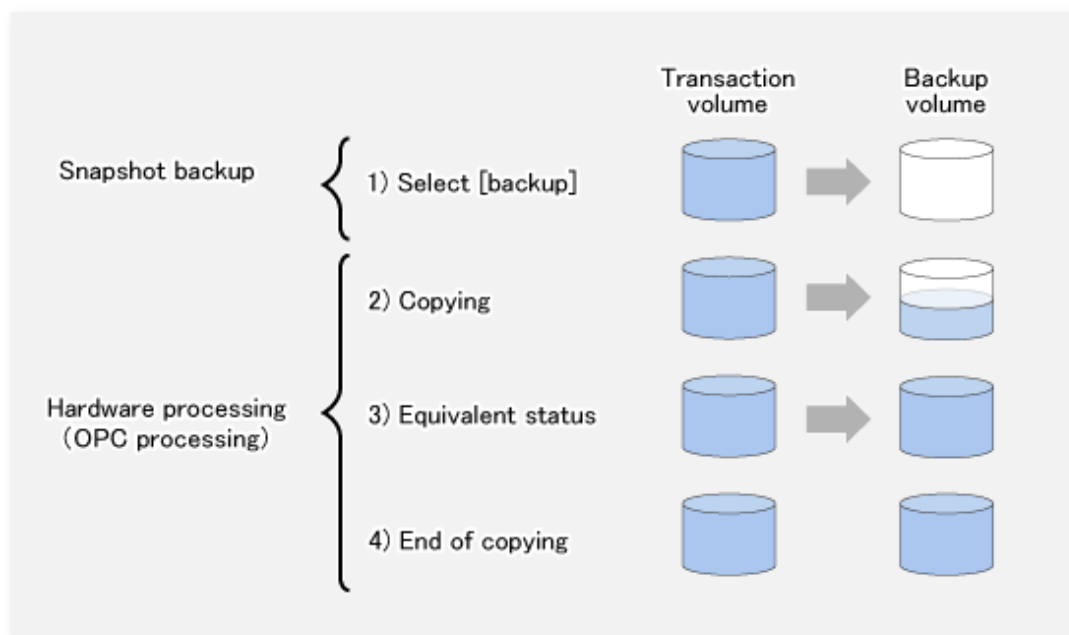 Transaction
volume
Backup
volume
Snapshot backup
1) Select [backup]
2) Copying
Hardware processing
(OPC processing)
3) Equivalent status
4) End of copying